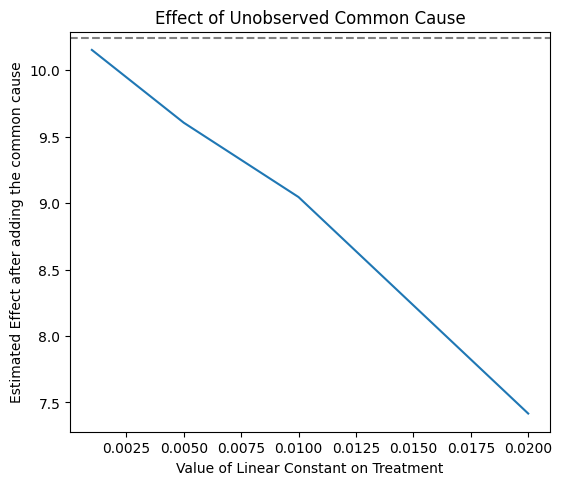 Effect of Unobserved Common Cause
Estimated Effect after adding the common cause
10.0
9.5
9.0
8.5
8.0
7.5
0.0025 0.0050 0.0075 0.0100 0.0125 0.0150 0.0175 0.0200
Value of Linear Constant on Treatment